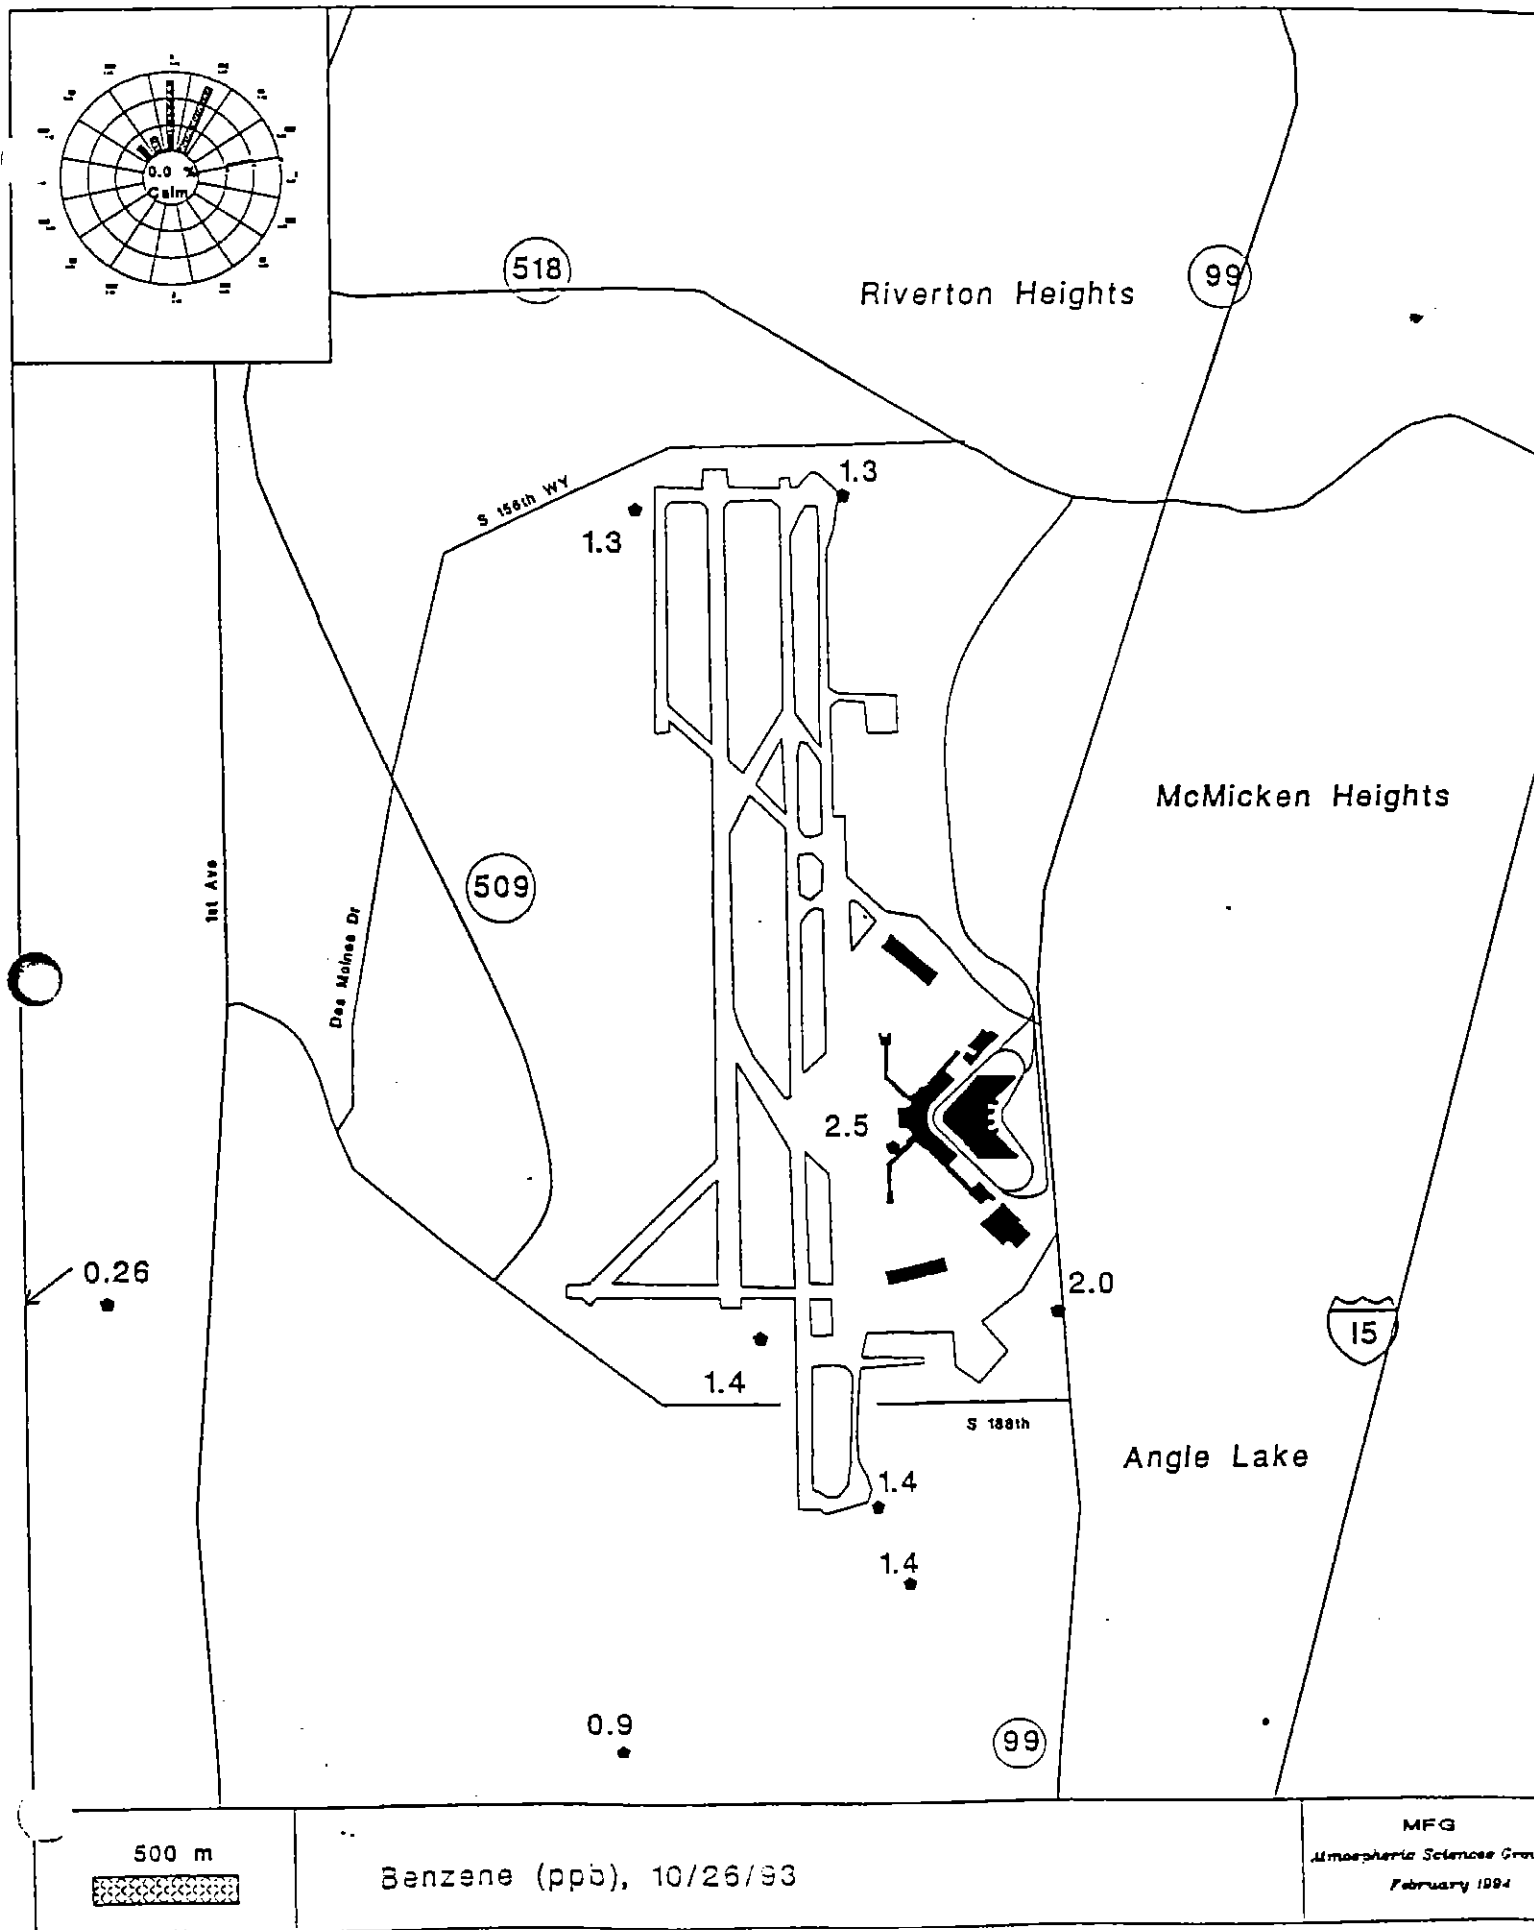 0.0 %
Calm
518
Riverton Heights
99
1.3
S 156th WY
1.3
McMicken Heights
1st Ave
509
Des Moines Dr
2.5
0.26
2.0
15
1.4
S 188th
Angle Lake
1.4
1.4
0.9
99
500 m
Benzene (ppb), 10/26/93
MFG
Atmospheric Sciences
February 1994